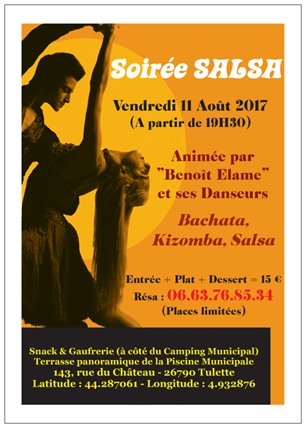 Soirée SALSA
Vendredi 11 Août 2017
(A partir de 19H30)
Animée par
"Benoît Elame"
et ses Danseurs
Bachata,
Kizomba, Salsa
Entrée + Plat + Dessert = 15 €
Résa : 06.63.76.85.34
(Places limitées)
Snack & Gaufrerie (à côté du Camping Municipal)
Terrasse panoramique de la Piscine Municipale
143, rue du Château - 26790 Tulette
Latitude : 44.287061 - Longitude : 4.932876